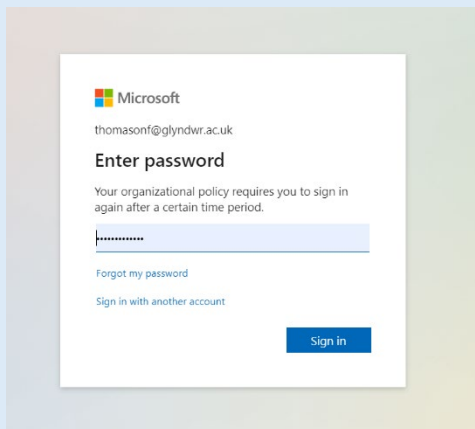 Microsoft
thomasonf@glyndwr.ac.uk
Enter password
Your organizational policy requires you to sign in
again after a certain time period.
•••••••••••••
Forgot my password
Sign in with another account
Sign in